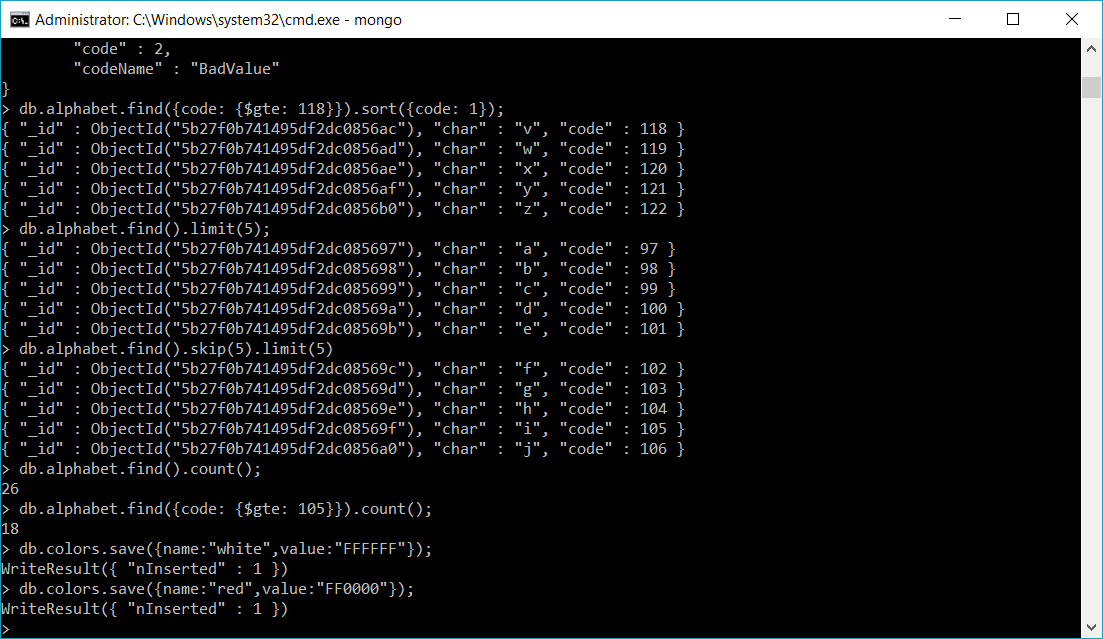 Administrator: C:\Windows\system32\cmd.exe - mongo
"code" : 2,
"codeName" : "BadValue"
}
> db.alphabet.find({code: {$gte: 118}}).sort({code: 1});
{ "_id" : ObjectId("5b27f0b741495df2dc0856ac"), "char" : "v", "code" : 118 }
{ "_id" : ObjectId("5b27f0b741495df2dc0856ad"), "char" : "w", "code" : 119 }
{ "_id" : ObjectId("5b27f0b741495df2dc0856ae"), "char" : "x", "code" : 120 }
{ "_id" : ObjectId("5b27f0b741495df2dc0856af"), "char" : "y", "code" : 121 }
{ "_id" : ObjectId("5b27f0b741495df2dc0856b0"), "char" : "z", "code" : 122 }
> db.alphabet.find().limit(5);
{ "_id" : ObjectId("5b27f0b741495df2dc085697"), "char" : "a", "code" : 97 }
{ "_id" : ObjectId("5b27f0b741495df2dc085698"), "char" : "b", "code" : 98 }
{ "_id" : ObjectId("5b27f0b741495df2dc085699"), "char" : "c", "code" : 99 }
{ "_id" : ObjectId("5b27f0b741495df2dc08569a"), "char" : "d", "code" : 100 }
{ "_id" : ObjectId("5b27f0b741495df2dc08569b"), "char" : "e", "code" : 101 }
> db.alphabet.find().skip(5).limit(5)
{ "_id" : ObjectId("5b27f0b741495df2dc08569c"), "char" : "f", "code" : 102 }
{ "_id" : ObjectId("5b27f0b741495df2dc08569d"), "char" : "g", "code" : 103 }
{ "_id" : ObjectId("5b27f0b741495df2dc08569e"), "char" : "h", "code" : 104 }
{ "_id" : ObjectId("5b27f0b741495df2dc08569f"), "char" : "i", "code" : 105 }
{ "_id" : ObjectId("5b27f0b741495df2dc0856a0"), "char" : "j", "code" : 106 }
> db.alphabet.find().count();
26
> db.alphabet.find({code: {$gte: 105}}).count();
18
> db.colors.save({name:"white",value:"FFFFFF"});
WriteResult({ "nInserted" : 1 })
> db.colors.save({name:"red",value:"FF0000"});
WriteResult({ "nInserted" : 1 })
>